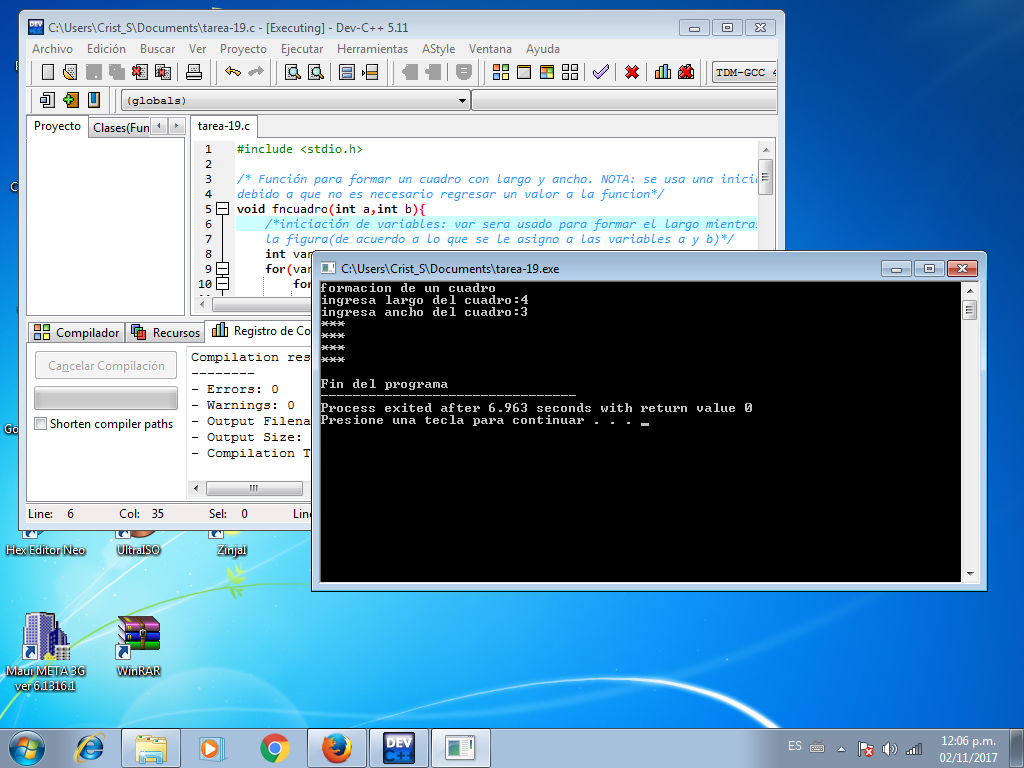 C:\Users\Crist_S\Documents\tarea-19.c - [Executing] - Dev-C++ 5.11
Archivo Edición Buscar Ver Proyecto Ejecutar Herramientas AStyle Ventana Ayuda
TDM-GCC 4
(globals)
Proyecto Clases(Fun
tarea-19.c
1 #include <stdio.h>
2
3 /* Función para formar un cuadro con largo y ancho. NOTA: se usa una inici
4 debido a que no es necesario regresar un valor a la funcion*/
5 void fncuadro(int a,int b){
6 /*iniciación de variables: var sera usado para formar el largo mientra
7 la figura(de acuerdo a lo que se le asigno a las variables a y b)*/
8 int var
9 for(var
10 for
Compilador Recursos Registro de Co
Cancelar Compilación
Shorten compiler paths
Compilation res
--------
- Errors: 0
- Warnings: 0
- Output Filena
- Output Size:
- Compilation T
Line: 6 Col: 35 Sel: 0 Line
C:\Users\Crist_S\Documents\tarea-19.exe
formacion de un cuadro
ingresa largo del cuadro:4
ingresa ancho del cuadro:3
***
***
***
***
Fin del programa
--------------------------------
Process exited after 6.963 seconds with return value 0
Presione una tecla para continuar . . . _
Hex Editor Neo
UltraISO
ZinjaI
Maui META 3G
ver 6.1316.1
WinRAR
DEV
C++
ES
12:06 p.m.
02/11/2017